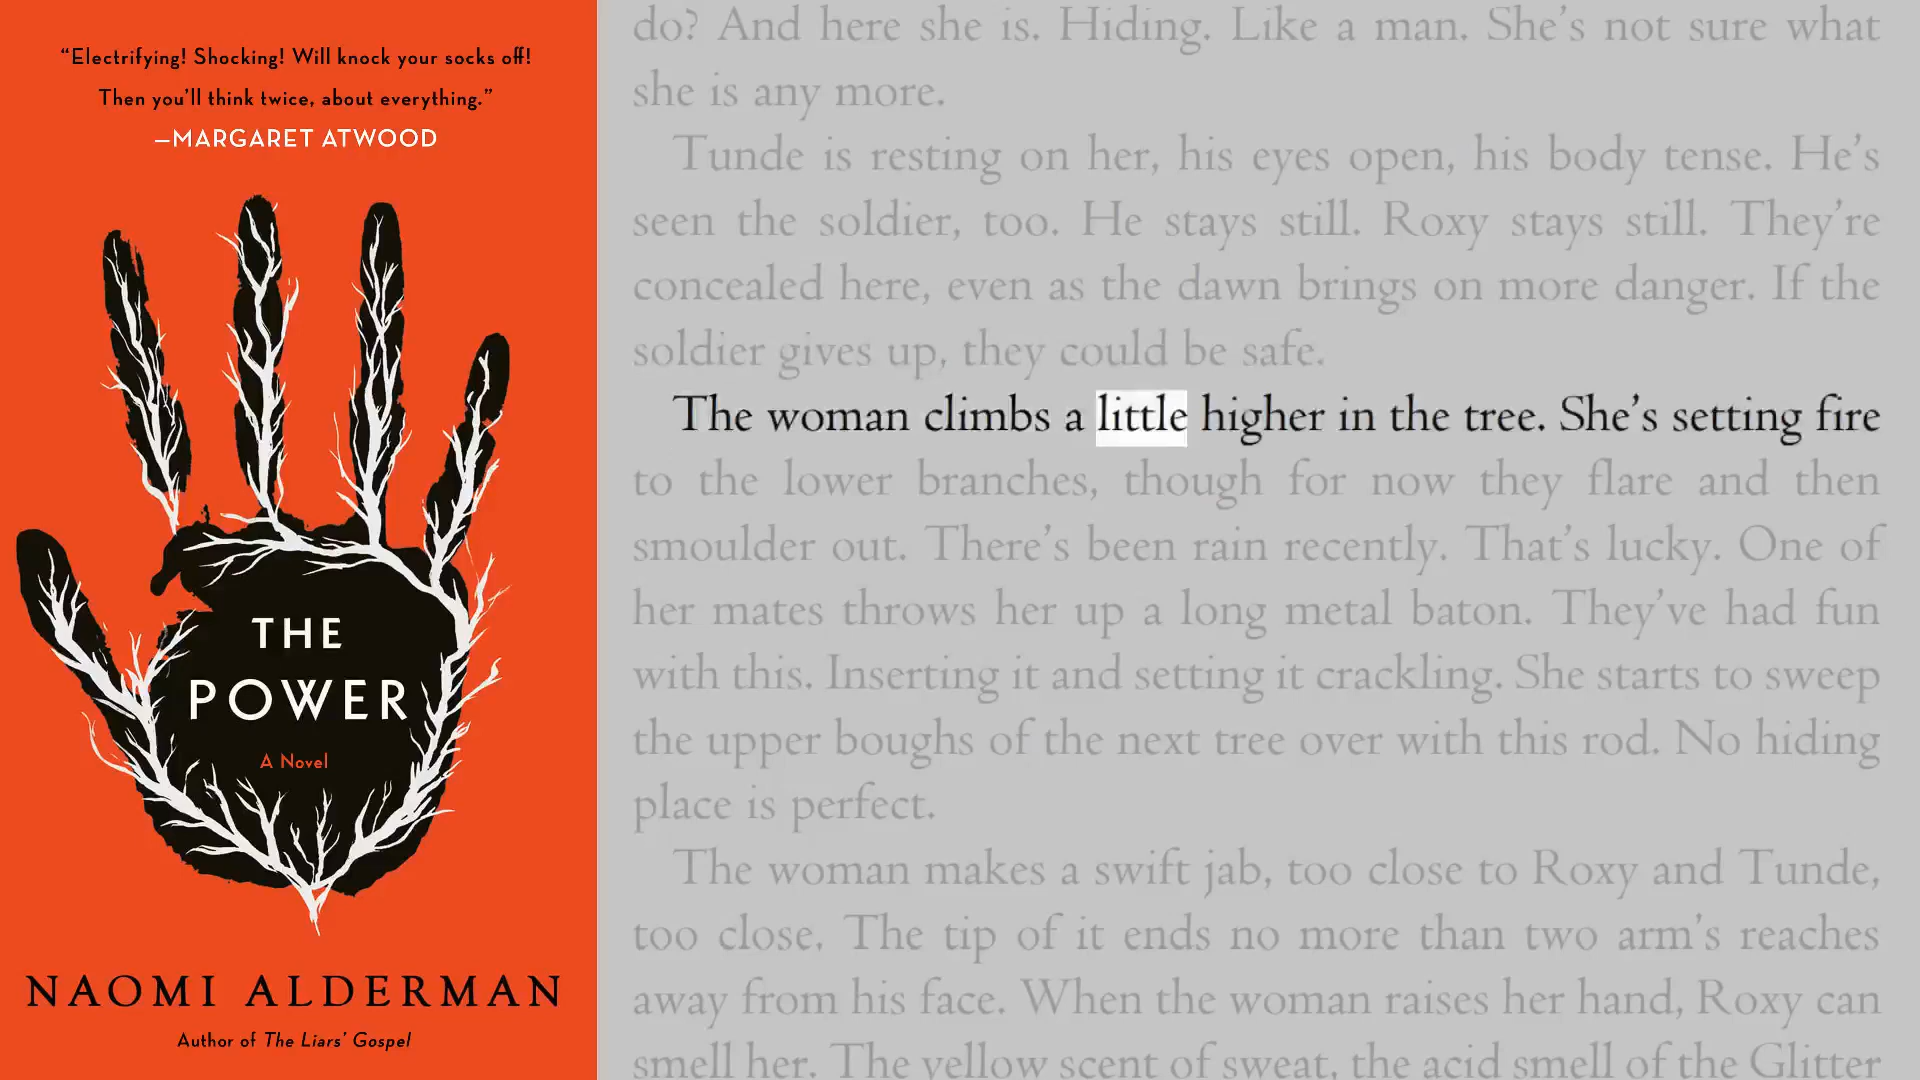 “Electrifying! Shocking! Will knock your socks off!
Then you’ll think twice, about everything.”
—MARGARET ATWOOD
THE
POWER
A Novel
NAOMI ALDERMAN
Author of The Liars’ Gospel
do? And here she is. Hiding. Like a man. She’s not sure what
she is any more.
Tunde is resting on her, his eyes open, his body tense. He’s
seen the soldier, too. He stays still. Roxy stays still. They’re
concealed here, even as the dawn brings on more danger. If the
soldier gives up, they could be safe.
The woman climbs a little higher in the tree. She’s setting fire
to the lower branches, though for now they flare and then
smoulder out. There’s been rain recently. That’s lucky. One of
her mates throws her up a long metal baton. They’ve had fun
with this. Inserting it and setting it crackling. She starts to sweep
the upper boughs of the next tree over with this rod. No hiding
place is perfect.
The woman makes a swift jab, too close to Roxy and Tunde,
too close. The tip of it ends no more than two arm’s reaches
away from his face. When the woman raises her hand, Roxy can
smell her. The yellow scent of sweat, the acid smell of the Glitter